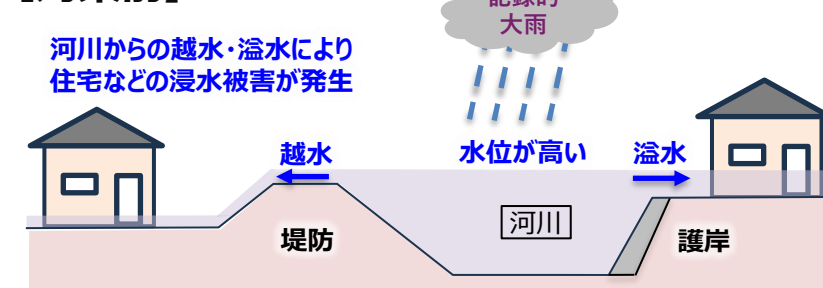 記録的
大雨
河川からの越水・溢水により
住宅などの浸水被害が発生
越水
水位が高い
溢水
河川
堤防
護岸